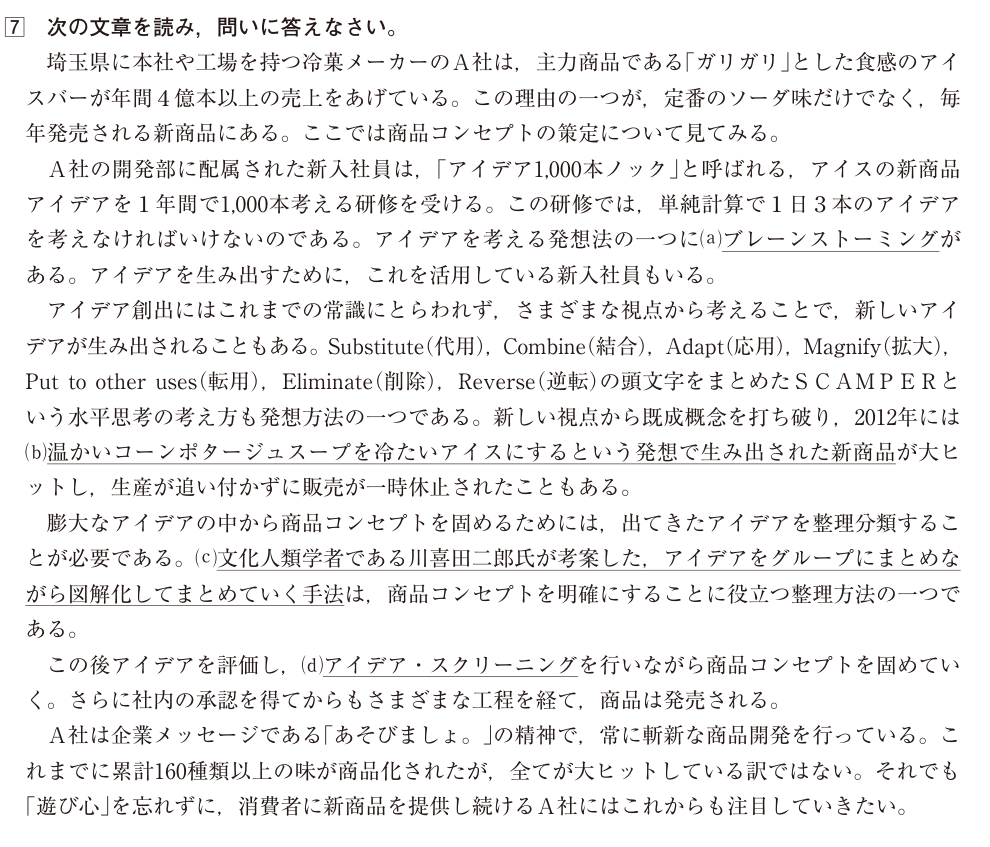 7　次の文章を読み，問いに答えなさい。
埼玉県に本社や工場を持つ冷菓メーカーのＡ社は，主力商品である「ガリガリ」とした食感のアイ
スバーが年間４億本以上の売上をあげている。この理由の一つが，定番のソーダ味だけでなく，毎
年発売される新商品にある。ここでは商品コンセプトの策定について見てみる。
Ａ社の開発部に配属された新入社員は，「アイデア1,000本ノック」と呼ばれる，アイスの新商品
アイデアを１年間で1,000本考える研修を受ける。この研修では，単純計算で１日３本のアイデア
を考えなければいけないのである。アイデアを考える発想法の一つに(a)ブレーンストーミングが
ある。アイデアを生み出すために，これを活用している新入社員もいる。
アイデア創出にはこれまでの常識にとらわれず，さまざまな視点から考えることで，新しいアイ
デアが生み出されることもある。Substitute(代用)，Combine(結合)，Adapt(応用)，Magnify(拡大)，
Put to other uses(転用)，Eliminate(削除)，Reverse(逆転)の頭文字をまとめたＳＣＡＭＰＥＲと
いう水平思考の考え方も発想方法の一つである。新しい視点から既成概念を打ち破り，2012年には
(b)温かいコーンポタージュスープを冷たいアイスにするという発想で生み出された新商品が大ヒ
ットし，生産が追い付かずに販売が一時休止されたこともある。
膨大なアイデアの中から商品コンセプトを固めるためには，出てきたアイデアを整理分類するこ
とが必要である。(c)文化人類学者である川喜田二郎氏が考案した，アイデアをグループにまとめな
がら図解化してまとめていく手法は，商品コンセプトを明確にすることに役立つ整理方法の一つで
ある。
この後アイデアを評価し，(d)アイデア・スクリーニングを行いながら商品コンセプトを固めてい
く。さらに社内の承認を得てからもさまざまな工程を経て，商品は発売される。
Ａ社は企業メッセージである「あそびましょ。」の精神で，常に斬新な商品開発を行っている。こ
れまでに累計160種類以上の味が商品化されたが，全てが大ヒットしている訳ではない。それでも
「遊び心」を忘れずに，消費者に新商品を提供し続けるＡ社にはこれからも注目していきたい。